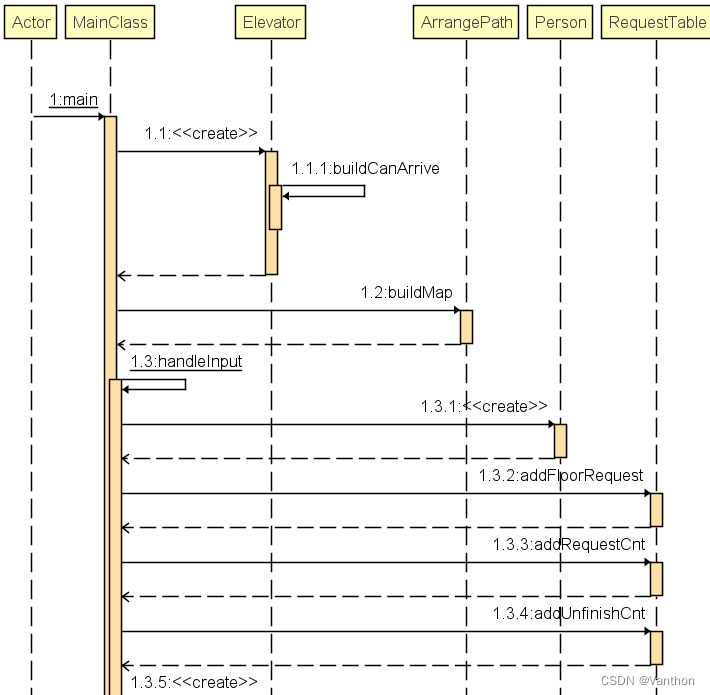 Actor MainClass Elevator ArrangePath Person RequestTable
1:main
1.1:<<create>>
1.1.1:buildCanArrive
1.2:buildMap
1.3:handleInput
1.3.1:<<create>>
1.3.2:addFloorRequest
1.3.3:addRequestCnt
1.3.4:addUnfinishCnt
1.3.5:<<create>>
CSDN @Vanthon